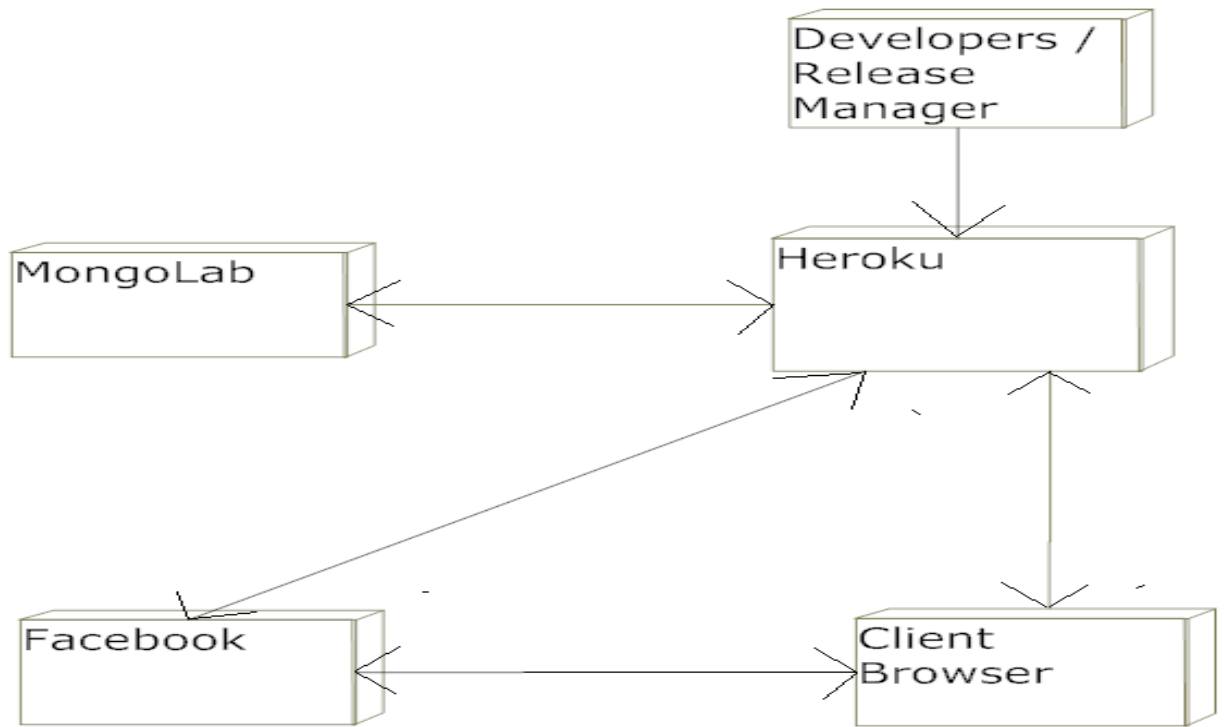 Developers /
Release
Manager
MongoLab
Heroku
Facebook
Client
Browser